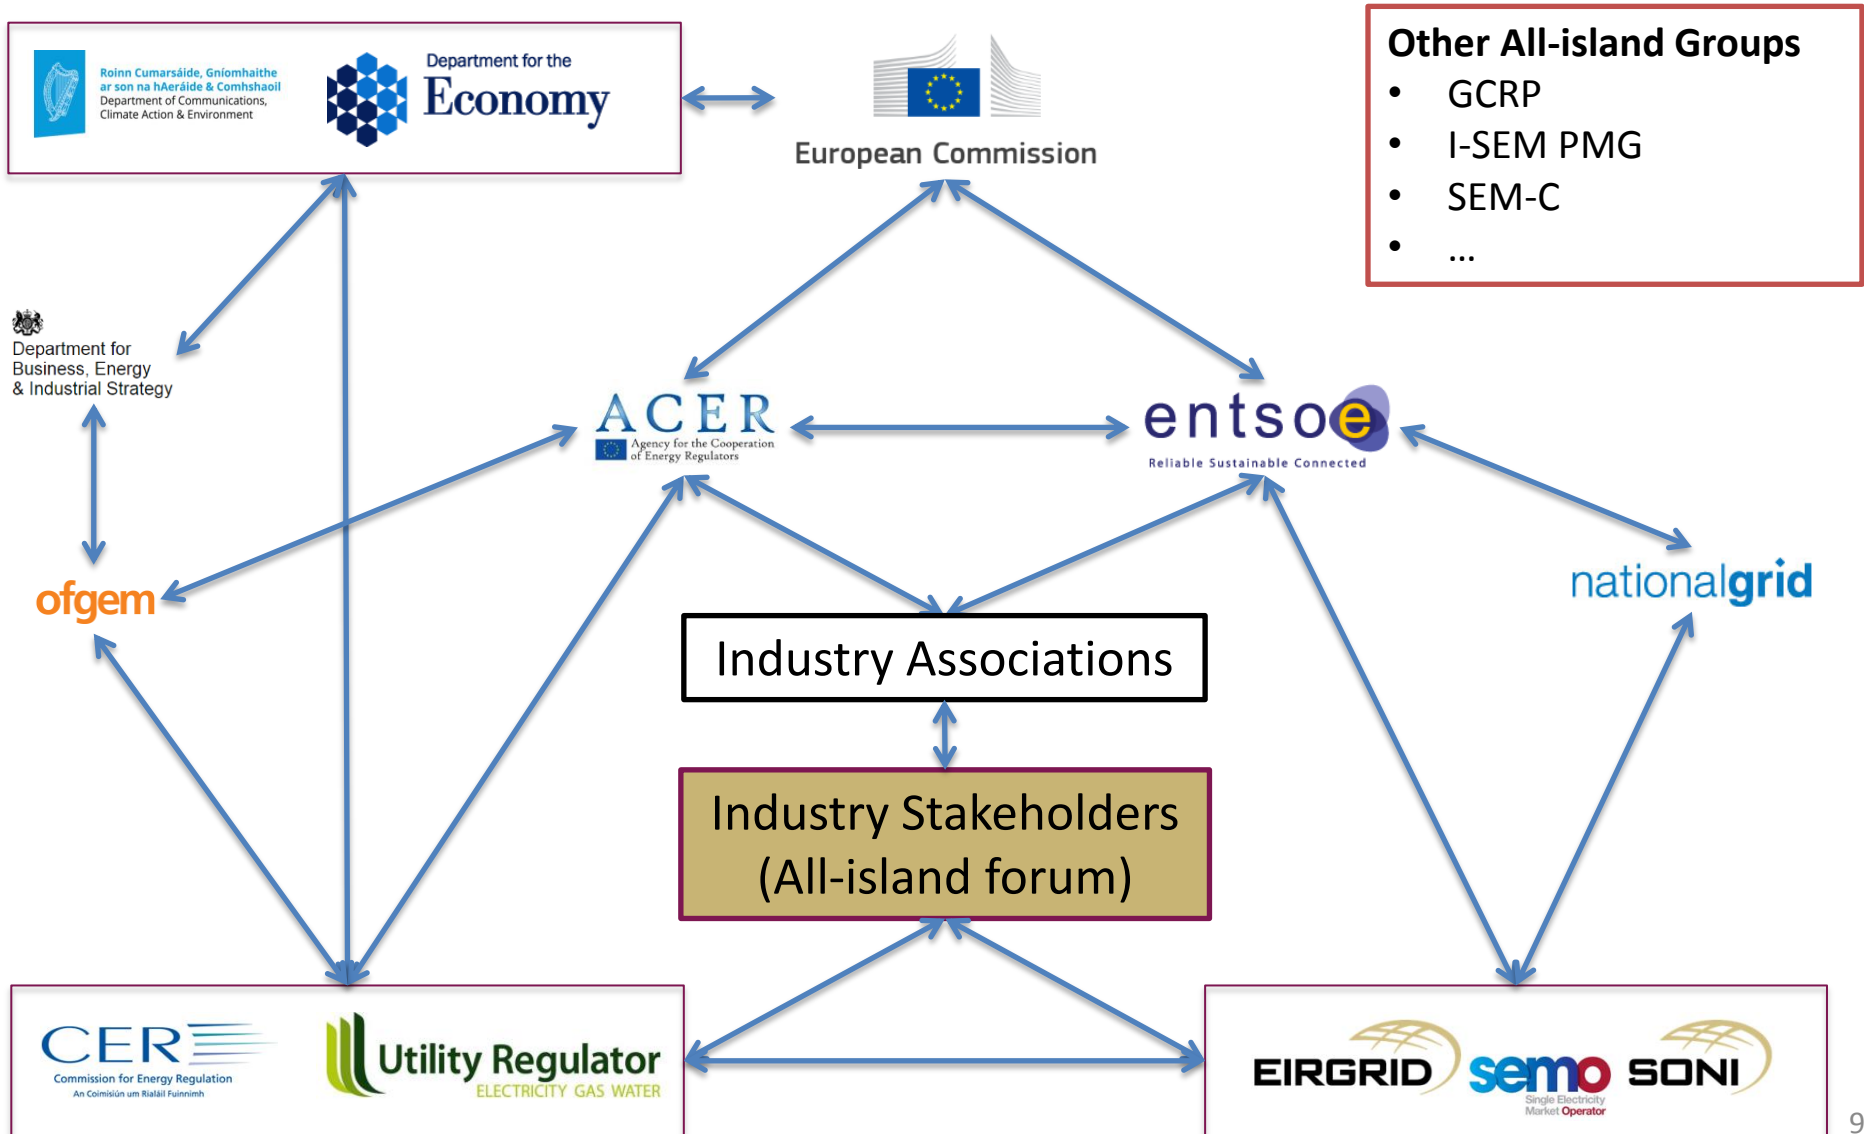 Roinn Cumarsáide, Gníomhaithe
ar son na hAeráide & Comhshaoil
Department of Communications,
Climate Action & Environment
Department for the
Economy
European Commission
Other All-island Groups
• GCRP
• I-SEM PMG
• SEM-C
• ...
Department for
Business, Energy
& Industrial Strategy
ACER
Agency for the Cooperation
of Energy Regulators
entsoe
Reliable Sustainable Connected
ofgem
nationalgrid
Industry Associations
Industry Stakeholders
(All-island forum)
CER
Commission for Energy Regulation
An Coimisiún um Rialáil Fuinnimh
Utility Regulator
ELECTRICITY GAS WATER
EIRGRID
semo
Single Electricity
Market Operator
SONI
9